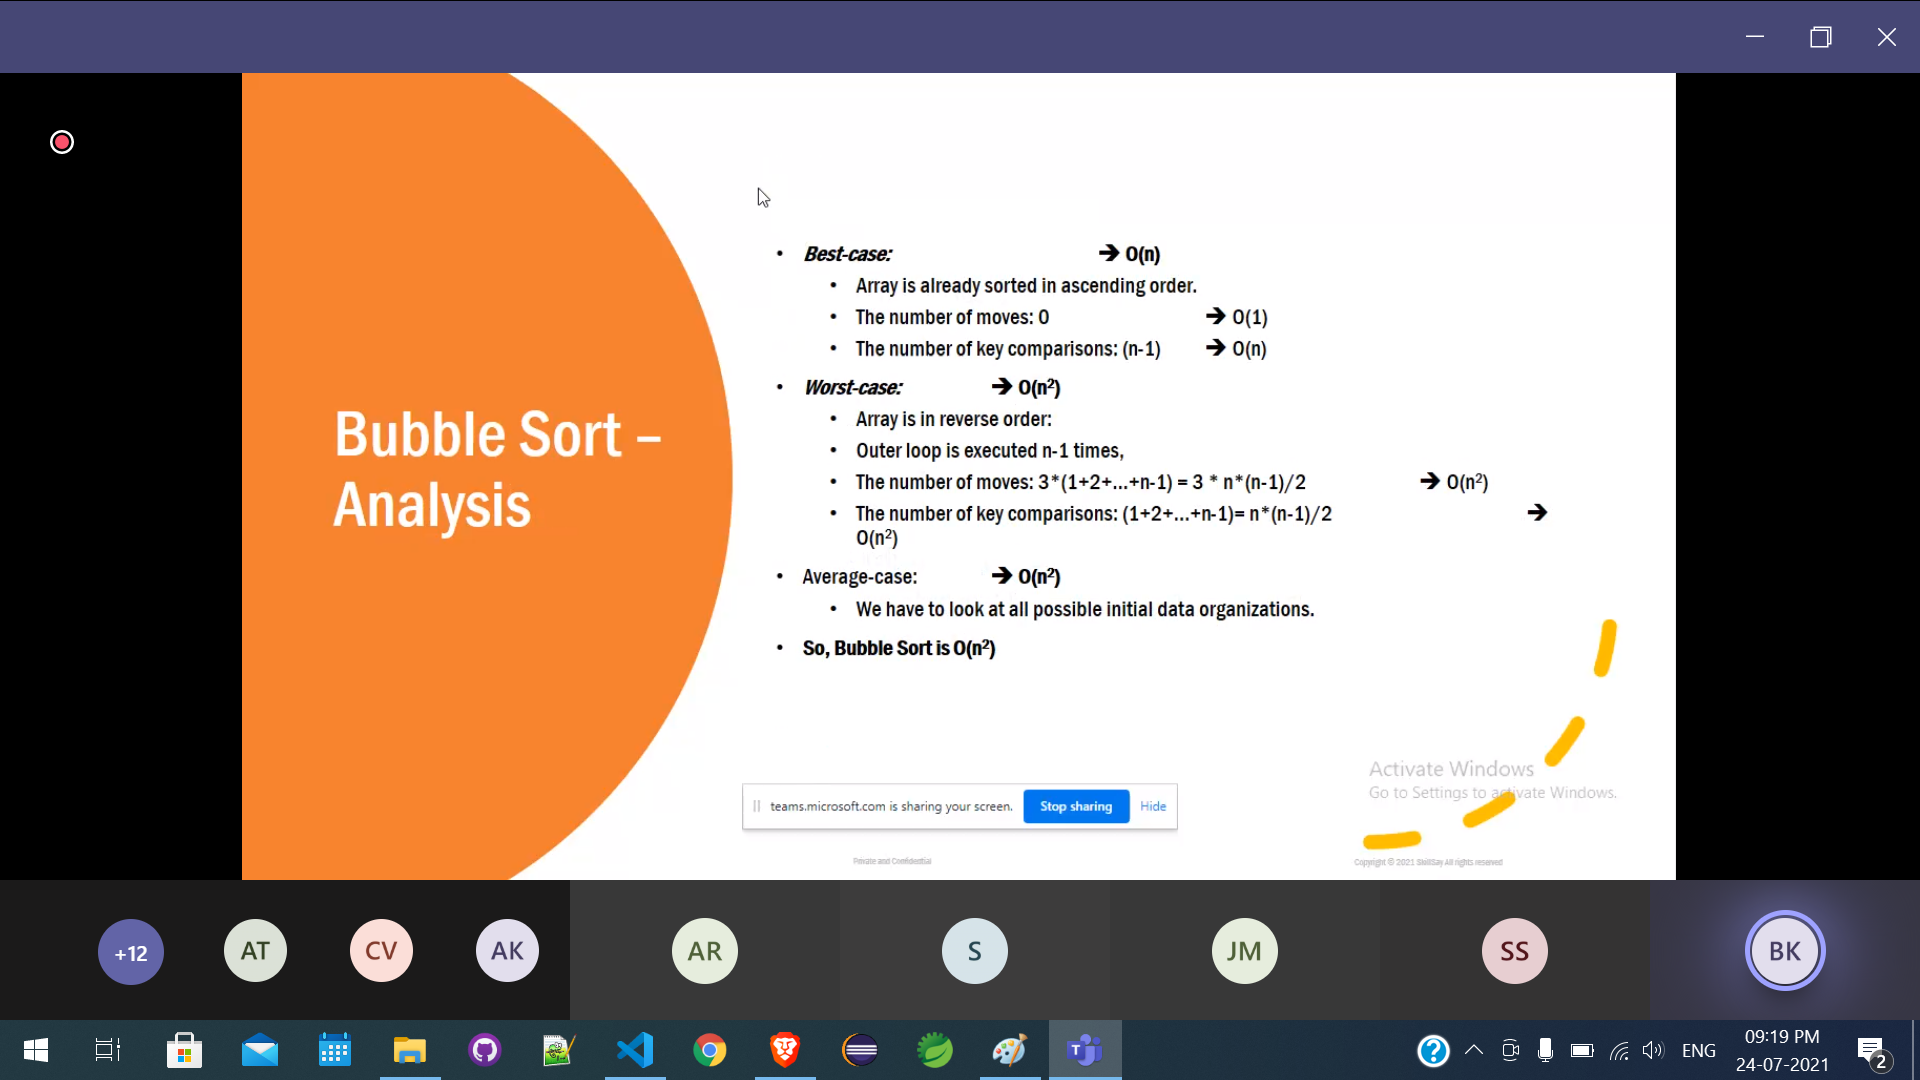 Bubble Sort –
Analysis
• Best-case: ➔ O(n)
• Array is already sorted in ascending order.
• The number of moves: 0 ➔ O(1)
• The number of key comparisons: (n-1) ➔ O(n)
• Worst-case: ➔ O(n²)
• Array is in reverse order:
• Outer loop is executed n-1 times,
• The number of moves: 3*(1+2+...+n-1) = 3 * n*(n-1)/2 ➔ O(n²)
• The number of key comparisons: (1+2+...+n-1)= n*(n-1)/2 ➔
O(n²)
• Average-case: ➔ O(n²)
• We have to look at all possible initial data organizations.
• So, Bubble Sort is O(n²)
Activate Windows
Go to Settings to activate Windows.
teams.microsoft.com is sharing your screen. Stop sharing Hide
Private and Confidential
Copyright © 2021 SkillSay All rights reserved
+12 AT CV AK AR S JM SS BK
ENG
09:19 PM
24-07-2021
2